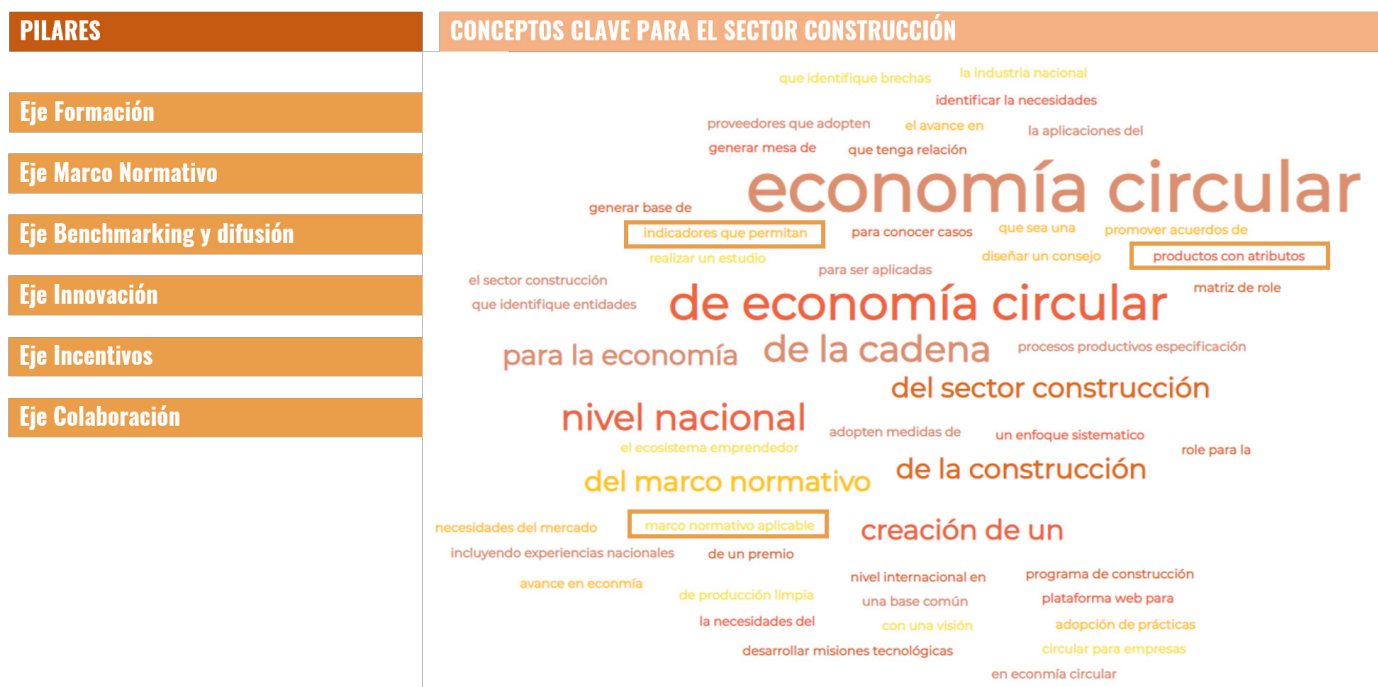 PILARES
CONCEPTOS CLAVE PARA EL SECTOR CONSTRUCCIÓN
Eje Formación
Eje Marco Normativo
Eje Benchmarking y difusión
Eje Innovación
Eje Incentivos
Eje Colaboración
que identifique brechas
la industria nacional
identificar la necesidades
proveedores que adopten
el avance en
la aplicaciones del
generar mesa de
que tenga relación
economía circular
generar base de
indicadores que permitan
para conocer casos
que sea una
promover acuerdos de
realizar un estudio
diseñar un consejo
productos con atributos
para ser aplicadas
el sector construcción
matriz de role
que identifique entidades
de economía circular
para la economía
de la cadena
procesos productivos especificación
del sector construcción
nivel nacional
adopten medidas de
un enfoque sistematico
el ecosistema emprendedor
role para la
del marco normativo
de la construcción
necesidades del mercado
marco normativo aplicable
creación de un
incluyendo experiencias nacionales
de un premio
avance en econmía
nivel internacional en
programa de construcción
de producción limpia
una base común
plataforma web para
la necesidades del
con una visión
adopción de prácticas
desarrollar misiones tecnológicas
circular para empresas
en econmía circular